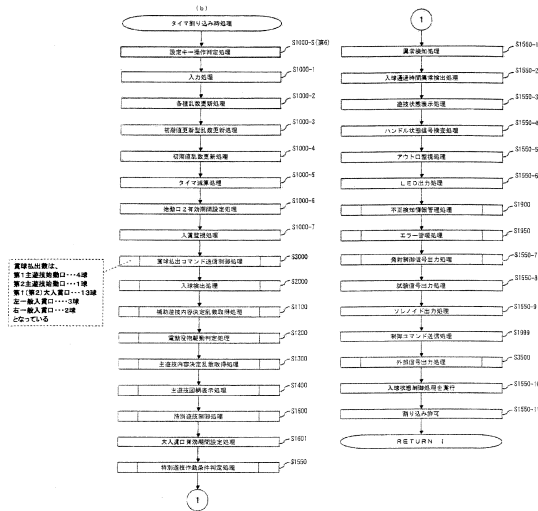 (b)
タイマ割り込み時処理
設定キー操作判定処理
S1000-S(第6)
入力処理
S1000-1
各種乱数更新処理
S1000-2
初期値更新型乱数更新処理
S1000-3
初期値乱数更新処理
S1000-4
タイマ減算処理
S1000-5
始動口2有効期間設定処理
S1000-6
入賞監視処理
S1000-7
賞球払出コマンド送信制御処理
S3000
賞球払出数は、
第1主遊技始動口・・・4球
第2主遊技始動口・・・1球
第1(第2)大入賞口・・・13球
左一般入賞口・・・・3球
右一般入賞口・・・2球
となっている
入球検出処理
S2000
補助遊技内容決定乱数取得処理
S1100
電動役物駆動判定処理
S1200
主遊技内容決定乱数取得処理
S1300
主遊技図柄表示処理
S1400
特別遊技制御処理
S1600
大入賞口有効期間設定処理
S1601
特別遊技作動条件判定処理
S1550
1
1
異常検知処理
S1550-1
入球通過時間異常検出処理
S1550-2
遊技状態表示処理
S1550-3
ハンドル状態信号検査処理
S1550-4
アウト口監視処理
S1550-5
LED出力処理
S1550-6
不正検知情報管理処理
S1900
エラー管理処理
S1950
発射制御信号出力処理
S1550-7
試験信号出力処理
S1550-8
ソレノイド出力処理
S1550-9
制御コマンド送信処理
S1999
外部信号出力処理
S3500
入球状態制御処理を実行
S1550-10
割り込み許可
S1550-11
RETURN i